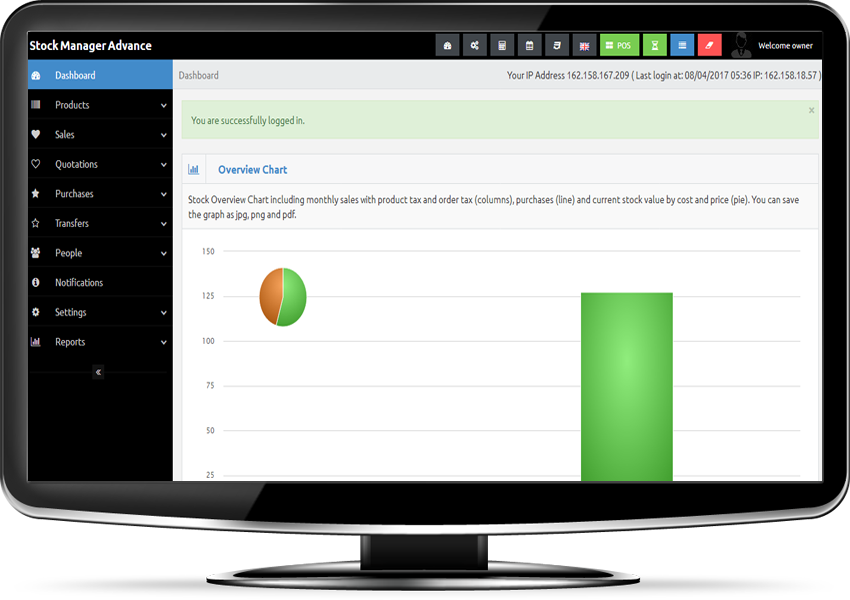 Stock Manager Advance
POS
Welcome owner
Dashboard
Products
Sales
Quotations
Purchases
Transfers
People
Notifications
Settings
Reports
Dashboard
Your IP Address 162.158.167.209 ( Last login at: 08/04/2017 05:36 IP: 162.158.18.57 )
You are successfully logged in.
×
Overview Chart
Stock Overview Chart including monthly sales with product tax and order tax (columns), purchases (line) and current stock value by cost and price (pie). You can save
the graph as jpg, png and pdf.
150
125
100
75
50
25